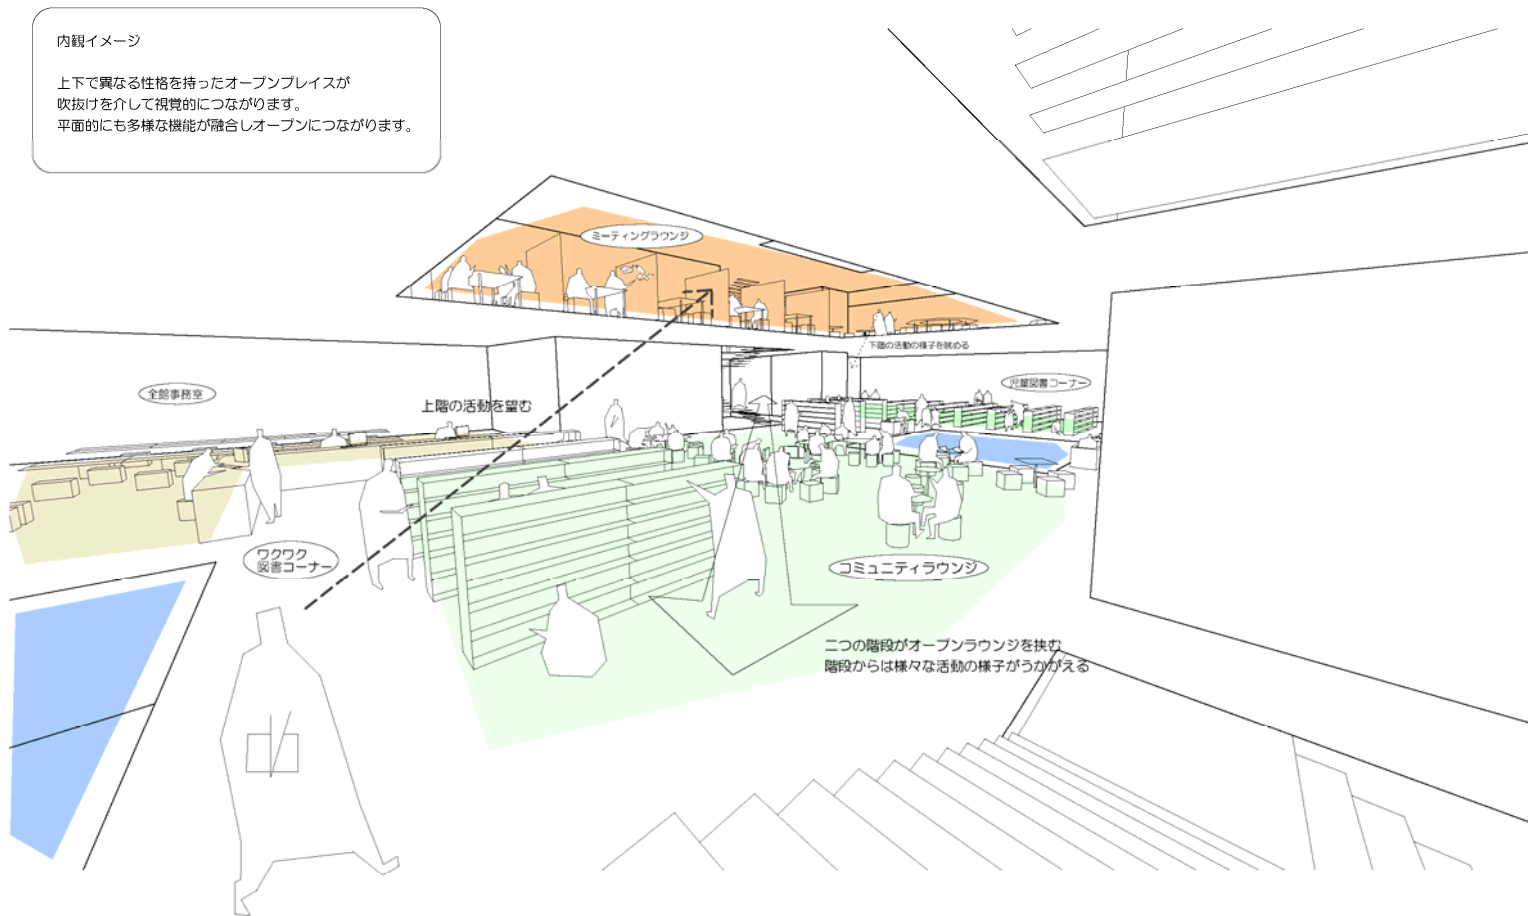 内観イメージ
上下で異なる性格を持ったオープンプレイスが
吹抜けを介して視覚的につながります。
平面的にも多様な機能が融合しオープンにつながります。
ミーティングラウンジ
下階の活動の様子を眺める
全館事務室
上階の活動を望む
児童図書コーナー
ワクワク
図書コーナー
コミュニティラウンジ
二つの階段がオープンラウンジを挟む
階段からは様々な活動の様子がうかがえる